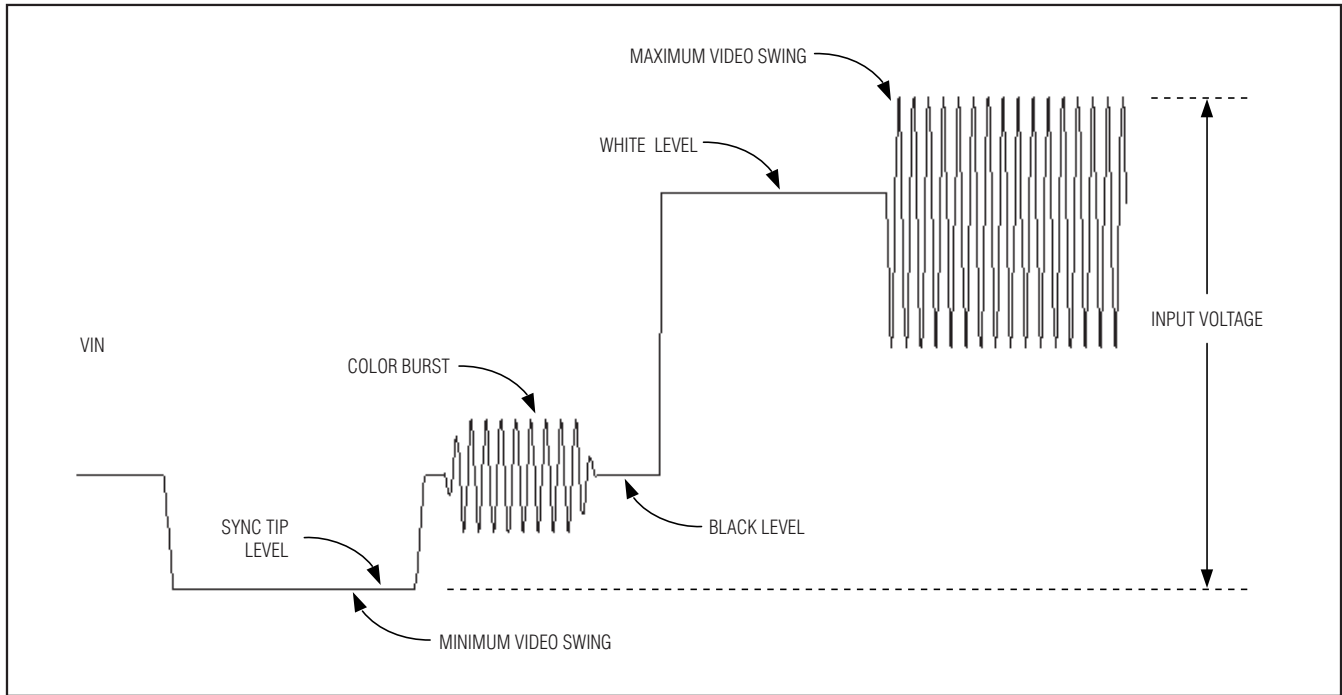 MAXIMUM VIDEO SWING
WHITE LEVEL
INPUT VOLTAGE
VIN
COLOR BURST
SYNC TIP
LEVEL
BLACK LEVEL
MINIMUM VIDEO SWING